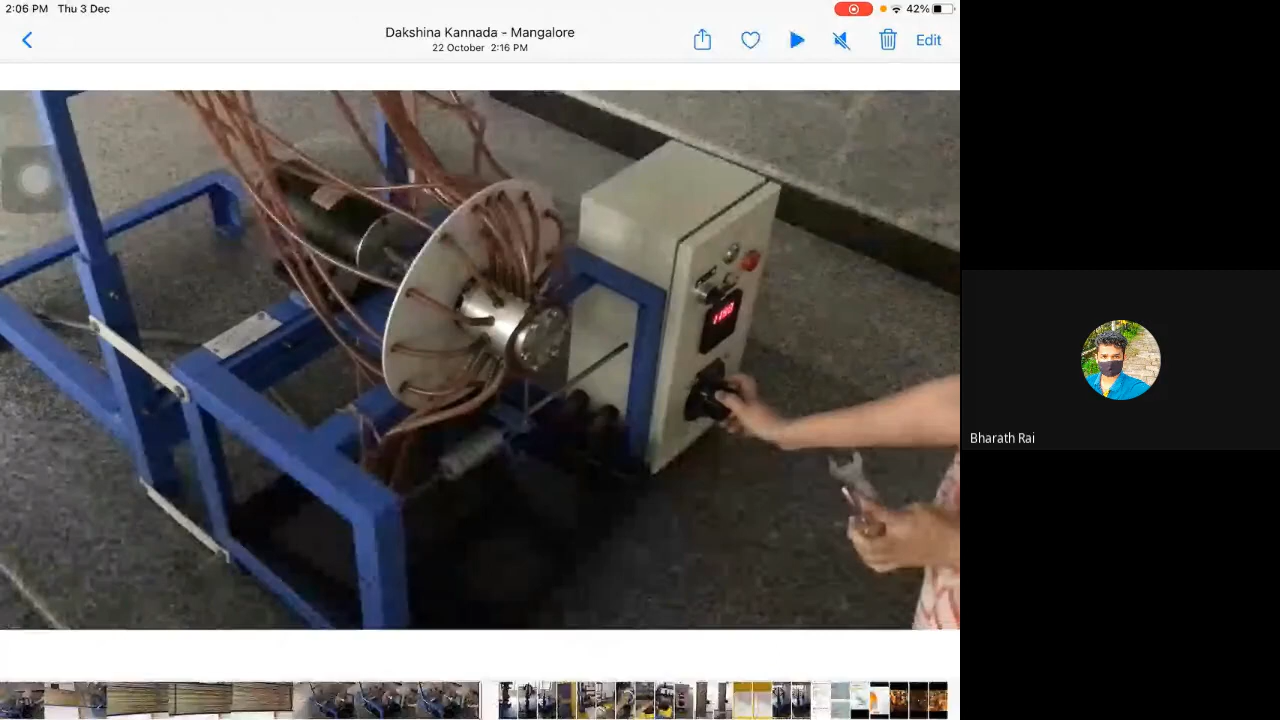 2:06 PM Thu 3 Dec
42%
Dakshina Kannada - Mangalore
22 October 2:16 PM
Edit
Bharath Rai